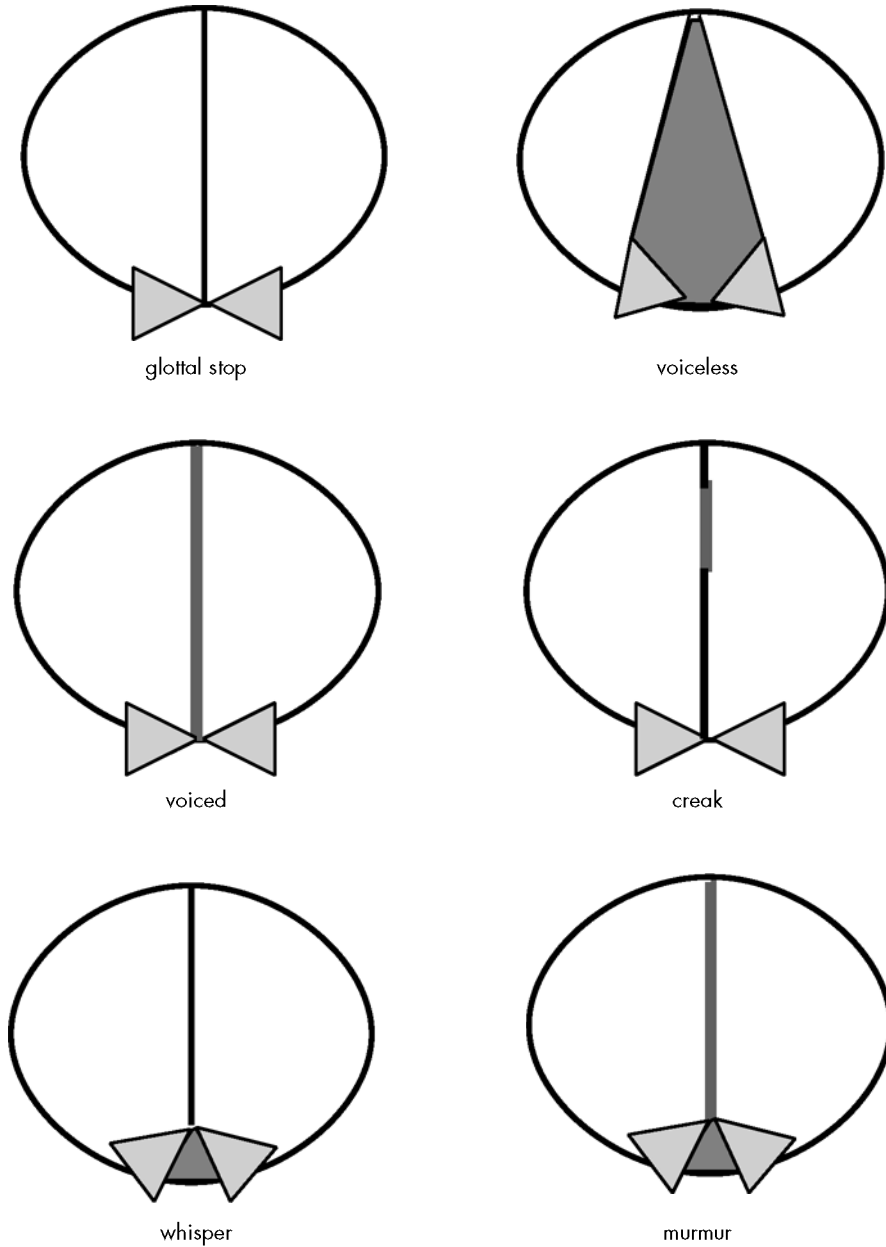 glottal stop
voiceless
voiced
creak
whisper
murmur